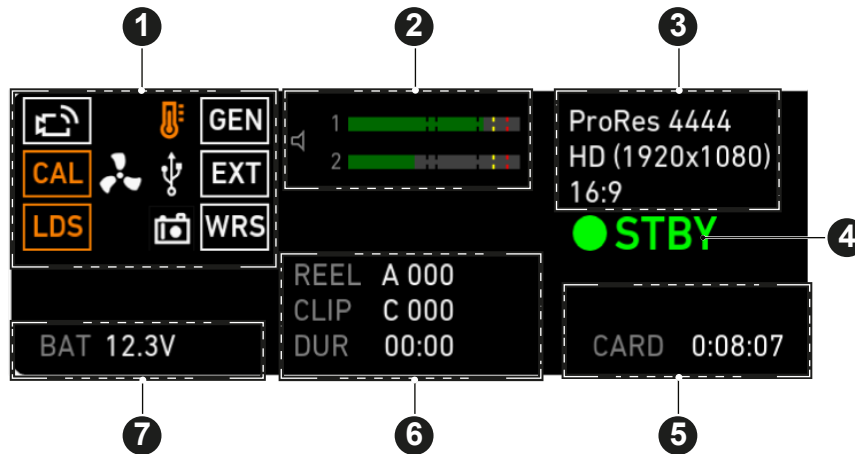 1 2 3
GEN
CAL EXT
LDS WRS
1
2
ProRes 4444
HD (1920x1080)
16:9
STBY
4
REEL A 000
CLIP C 000
DUR 00:00
BAT 12.3V
CARD 0:08:07
7 6 5